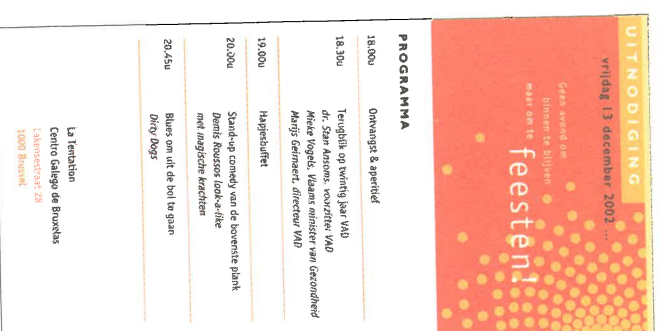 UITNODIGING
vrijdag 13 december 2002 ...
Geen avond om
binnen te blijven
maar om te feesten!
PROGRAMMA
18.00u Ontvangst & aperitief
18.30u Terugblik op twintig jaar VAD
dr. Stan Ansoms, voorzitter VAD
Mieke Vogels, Vlaams minister van Gezondheid
Marijs Geirnaert, directeur VAD
19.00u Hapjesbuffet
20.00u Stand-up comedy van de bovenste plank
Demis Roussos look-a-like
met magische krachten
20.45u Blues om uit de bol te gaan
Dirty Dogs
La Tentation
Centro Galego de Bruxelas
Lakensestraat 28
1000 Brussel